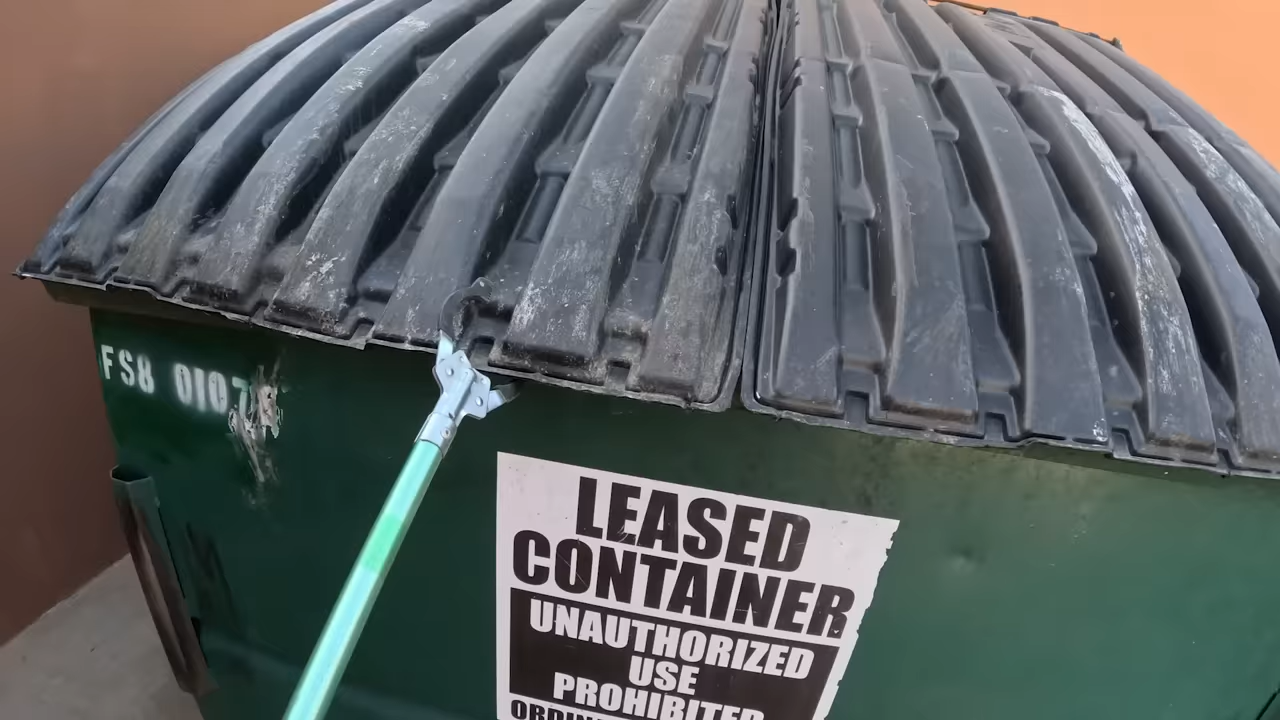 FS8 0107
LEASED
CONTAINER
UNAUTHORIZED
USE
PROHIBITED